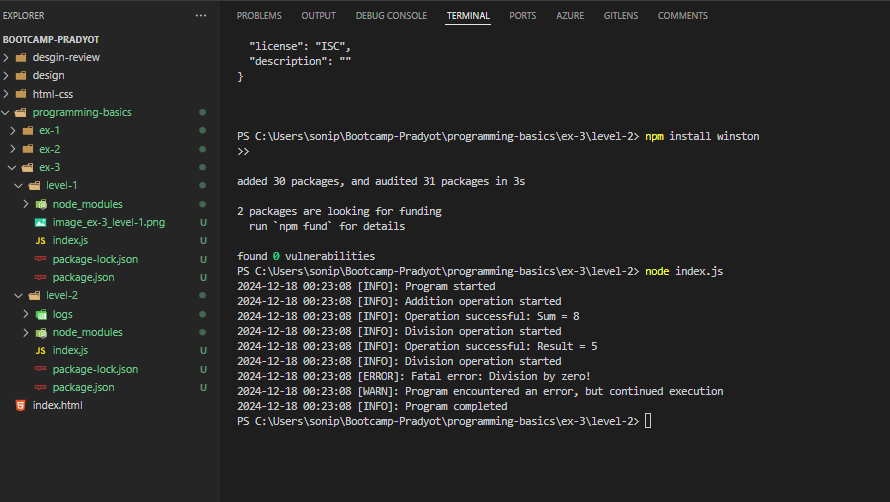 EXPLORER
···
BOOTCAMP-PRADYOT
desgin-review
design
html-css
programming-basics
ex-1
ex-2
ex-3
level-1
node_modules
image_ex-3_level-1.png U
JS index.js U
package-lock.json U
package.json U
level-2
logs
node_modules
JS index.js U
package-lock.json U
package.json U
index.html
PROBLEMS OUTPUT DEBUG CONSOLE TERMINAL PORTS AZURE GITLENS COMMENTS
"license": "ISC",
"description": ""
}
PS C:\Users\sonip\Bootcamp-Pradyot\programming-basics\ex-3\level-2> npm install winston
>>
added 30 packages, and audited 31 packages in 3s
2 packages are looking for funding
run `npm fund` for details
found 0 vulnerabilities
PS C:\Users\sonip\Bootcamp-Pradyot\programming-basics\ex-3\level-2> node index.js
2024-12-18 00:23:08 [INFO]: Program started
2024-12-18 00:23:08 [INFO]: Addition operation started
2024-12-18 00:23:08 [INFO]: Operation successful: Sum = 8
2024-12-18 00:23:08 [INFO]: Division operation started
2024-12-18 00:23:08 [INFO]: Operation successful: Result = 5
2024-12-18 00:23:08 [INFO]: Division operation started
2024-12-18 00:23:08 [ERROR]: Fatal error: Division by zero!
2024-12-18 00:23:08 [WARN]: Program encountered an error, but continued execution
2024-12-18 00:23:08 [INFO]: Program completed
PS C:\Users\sonip\Bootcamp-Pradyot\programming-basics\ex-3\level-2>